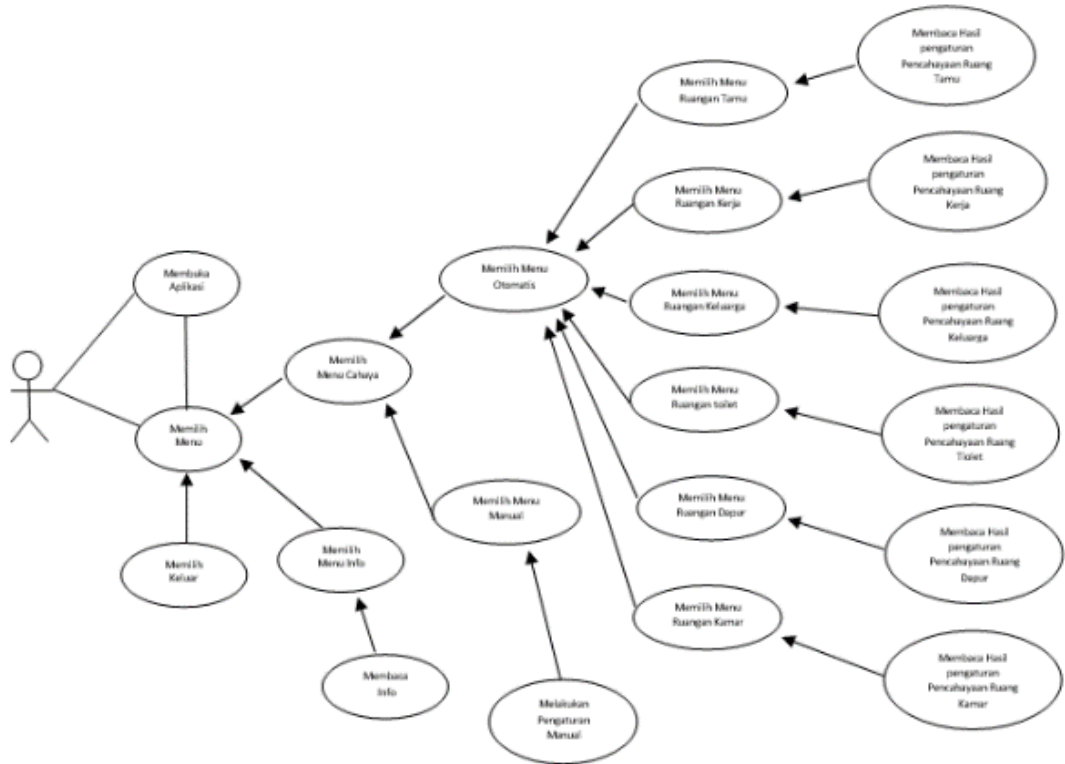 Membaca Hasil
pengaturan
Pencahayaan Ruang
Tamu
Memilih Menu
Ruangan Tamu
Membaca Hasil
pengaturan
Pencahayaan Ruang
Kerja
Memilih Menu
Ruangan Kerja
Membuka
Aplikasi
Memilih Menu
Otomatis
Memilih Menu
Ruangan Keluarga
Membaca Hasil
pengaturan
Pencahayaan Ruang
Keluarga
Memilih
Menu Cahaya
Memilih Menu
Ruangan toilet
Membaca Hasil
pengaturan
Pencahayaan Ruang
Tiolet
Memilih
Menu
Memilih Menu
Manual
Memilih Menu
Ruangan Dapur
Membaca Hasil
pengaturan
Pencahayaan Ruang
Dapur
Memilih
Keluar
Memilih
Menu Info
Memilih Menu
Ruangan Kamar
Membaca Hasil
pengaturan
Pencahayaan Ruang
Kamar
Membaca
Info
Melakukan
Pengaturan
Manual